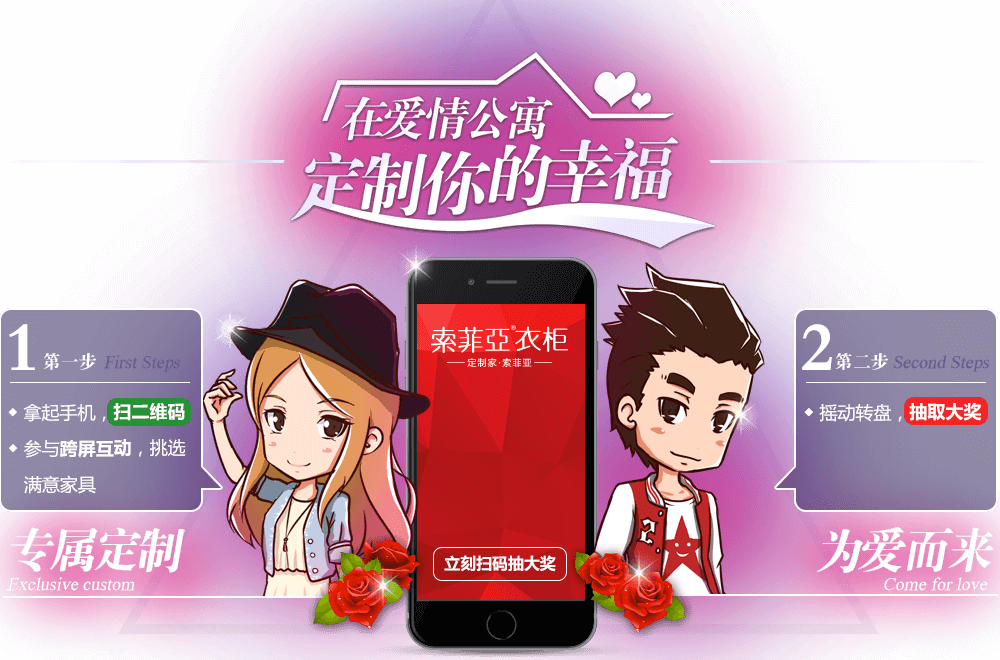 在爱情公寓
定制你的幸福
1 第一步 First Steps
拿起手机，扫二维码
参与跨屏互动，挑选
满意家具
专属定制
Exclusive custom
索菲亞®衣柜
定制家·索菲亚
立刻扫码抽大奖
2 第二步 Second Steps
摇动转盘，抽取大奖
为爱而来
Come for love
2